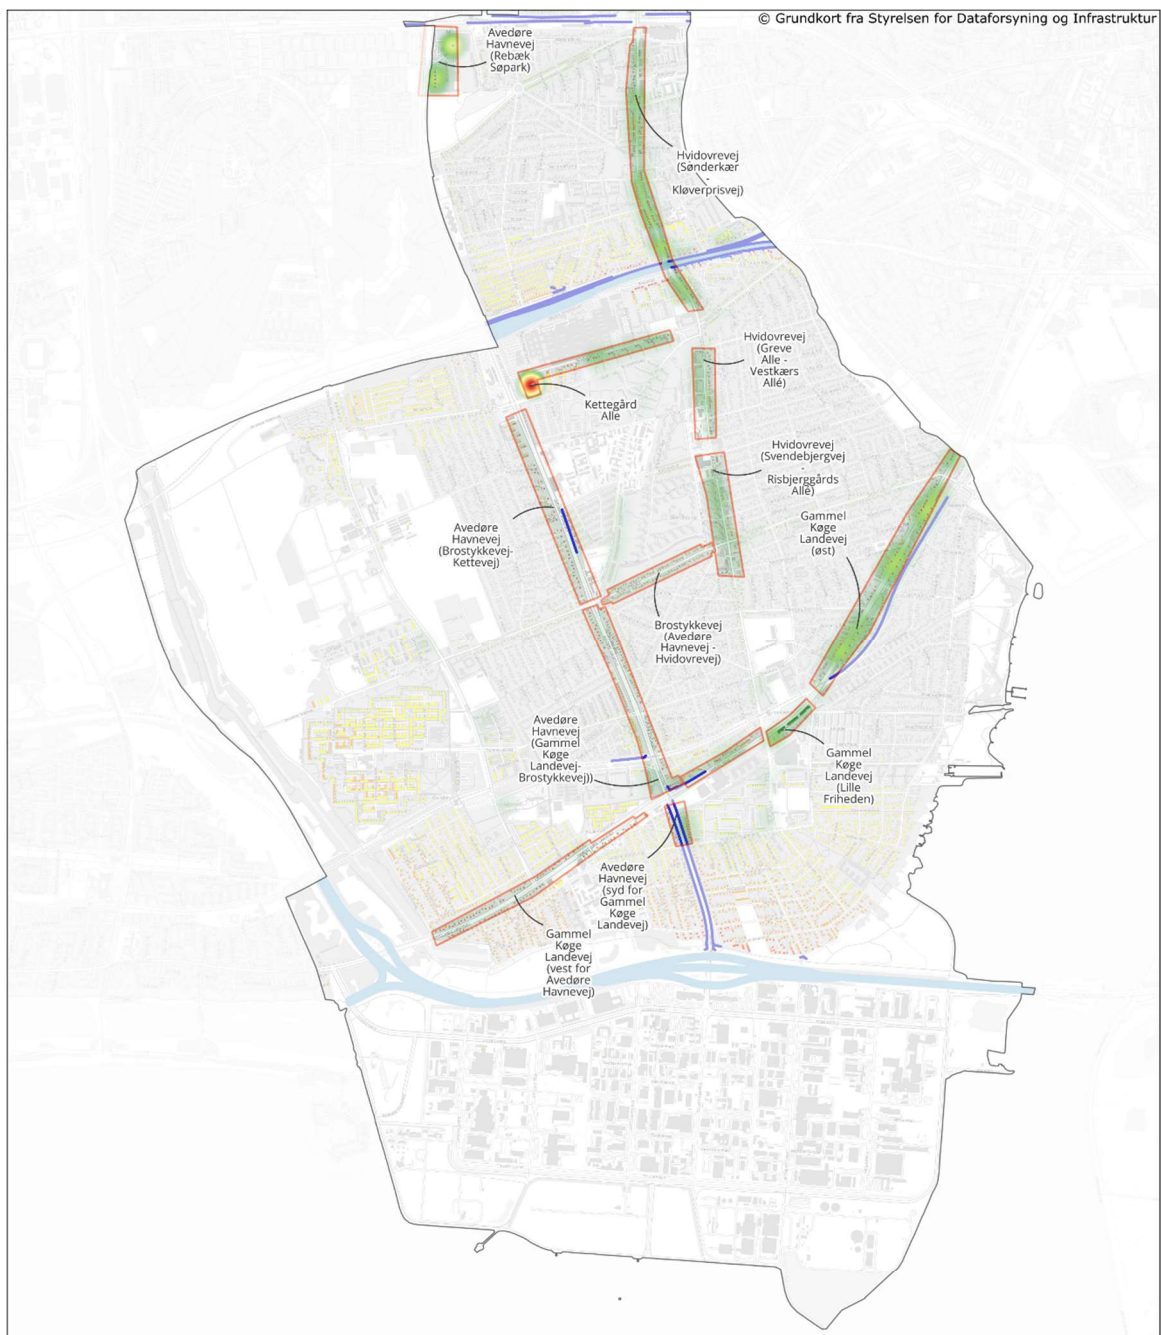 © Grundkort fra Styrelsen for Dataforsyning og Infrastruktur
Avedøre
Havnevej
(Rebæk
Søpark)
Hvidovrevej
(Sønderkær
-
Kløverprisvej)
Hvidovrevej
(Greve
Alle -
Vestkærs
Allé)
Kettegård
Alle
Hvidovrevej
(Svendebjergvej
-
Risbjerggårds
Allé)
Gammel
Køge
Landevej
(øst)
Avedøre
Havnevej
(Brostykkevej-
Kettevej)
Brostykkevej
(Avedøre
Havnevej -
Hvidovrevej)
Avedøre
Havnevej
(Gammel
Køge
Landevej-
Brostykkevej))
Gammel
Køge
Landevej
(Lille
Friheden)
Avedøre
Havnevej
(syd for
Gammel
Køge
Landevej)
Gammel
Køge
Landevej
(vest for
Avedøre
Havnevej)